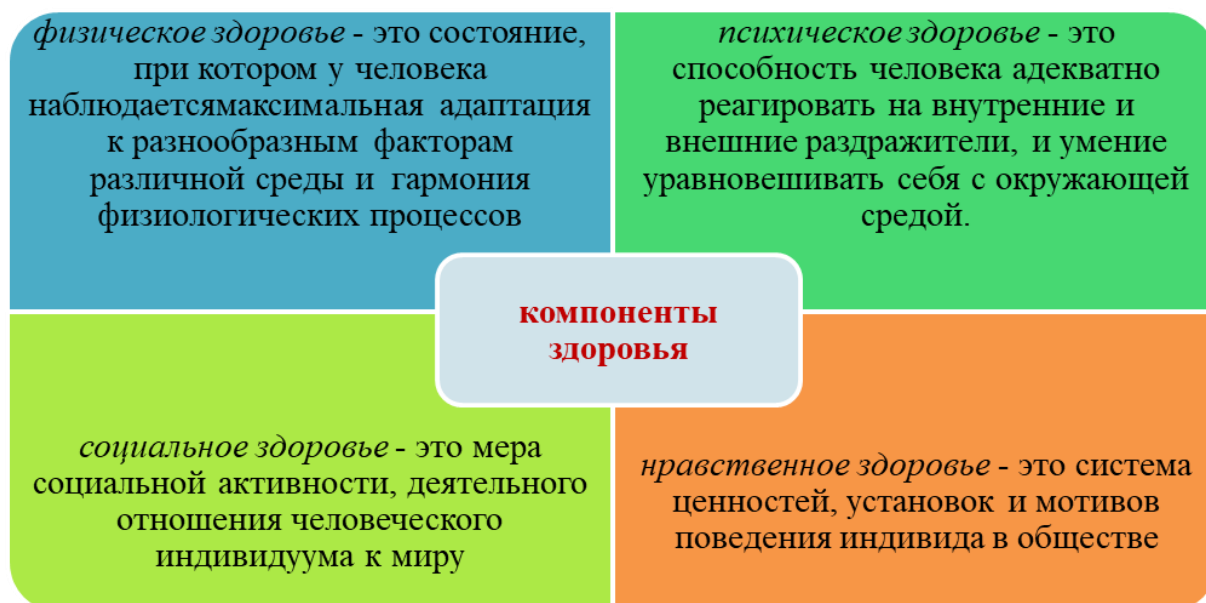 физическое здоровье - это состояние,
при котором у человека
наблюдаетсямаксимальная адаптация
к разнообразным факторам
различной среды и гармония
физиологических процессов
психическое здоровье - это
способность человека адекватно
реагировать на внутренние и
внешние раздражители, и умение
уравновешивать себя с окружающей
средой.
компоненты
здоровья
социальное здоровье - это мера
социальной активности, деятельного
отношения человеческого
индивидуума к миру
нравственное здоровье - это система
ценностей, установок и мотивов
поведения индивида в обществе